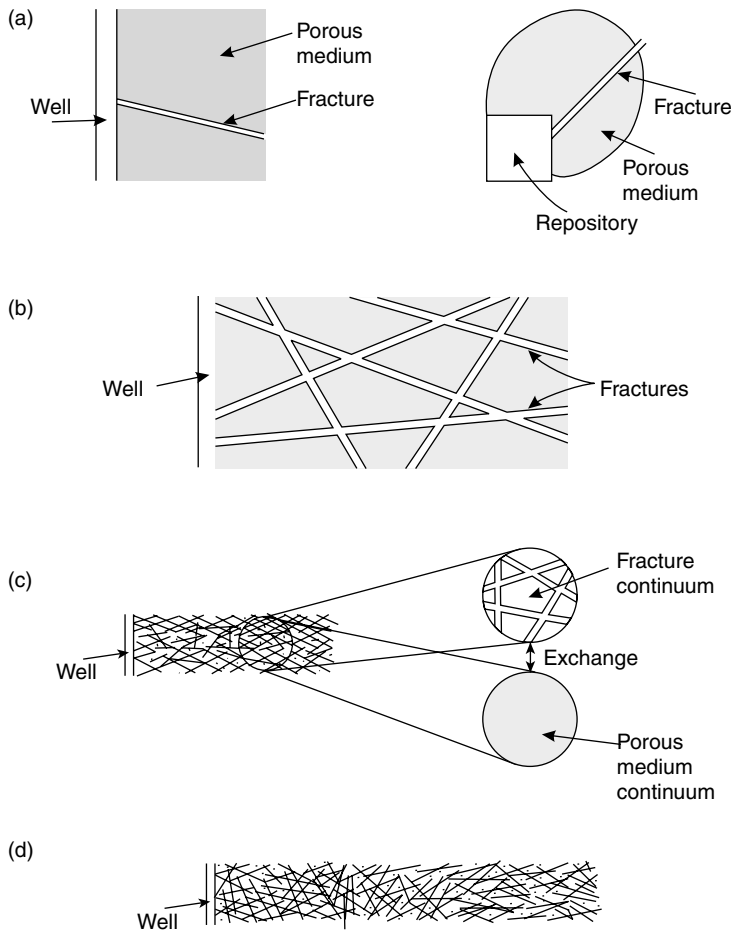 (a)
Porous
medium
Well
Fracture
Fracture
Porous
medium
Repository
(b)
Well
Fractures
(c)
Fracture
continuum
Well
Exchange
Porous
medium
continuum
(d)
Well